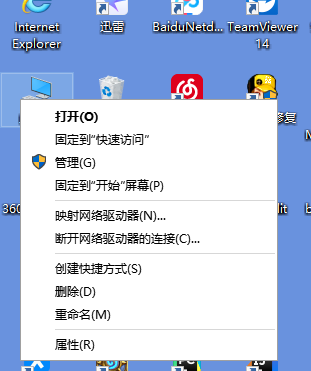 Internet
Explorer
迅雷
BaiduNetd...
TeamViewer
14
打开(O)
固定到"快速访问"
管理(G)
修复
固定到"开始"屏幕(P)
360
映射网络驱动器(N)...
断开网络驱动器的连接(C)...
创建快捷方式(S)
删除(D)
重命名(M)
属性(R)